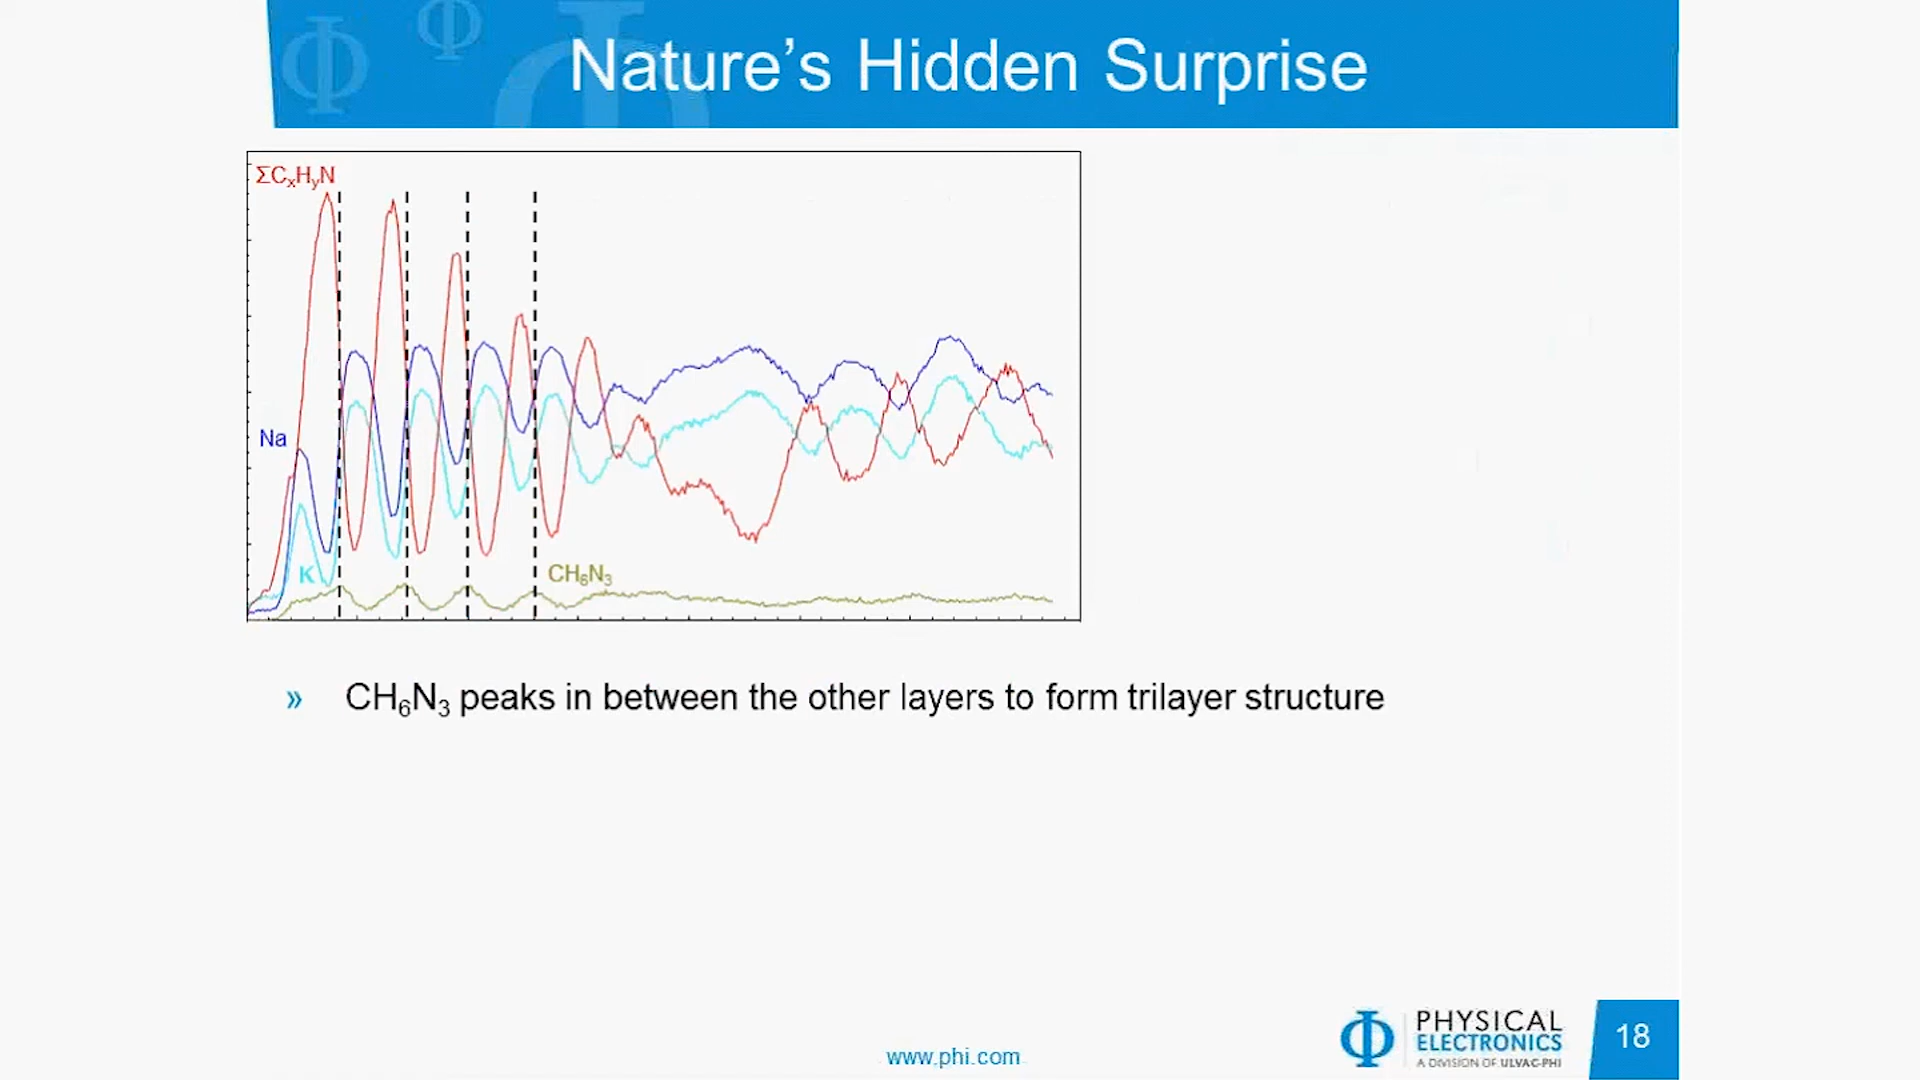 Nature’s Hidden Surprise
ΣCₓHᵧN
Na
K
CH₆N₃
» CH₆N₃ peaks in between the other layers to form trilayer structure
www.phi.com
PHYSICAL
ELECTRONICS
A DIVISION OF ULVAC-PHI
18